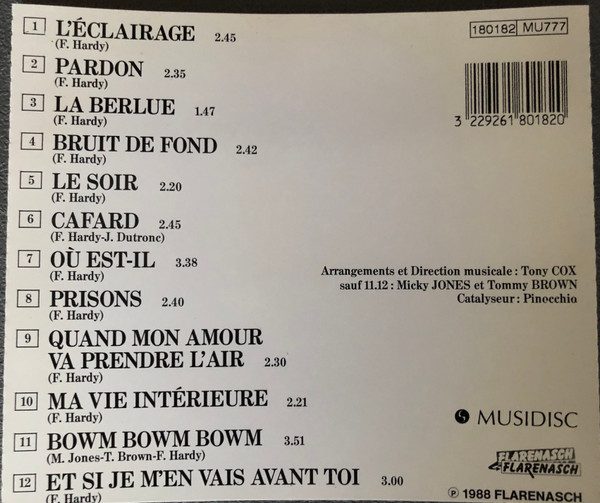 1 L'ÉCLAIRAGE 2.45
(F. Hardy)
2 PARDON 2.35
(F. Hardy)
3 LA BERLUE 1.47
(F. Hardy)
4 BRUIT DE FOND 2.42
(F. Hardy)
5 LE SOIR 2.20
(F. Hardy)
6 CAFARD 2.45
(F. Hardy-J. Dutronc)
7 OÙ EST-IL 3.38
(F. Hardy)
8 PRISONS 2.40
(F. Hardy)
9 QUAND MON AMOUR
VA PRENDRE L'AIR 2.30
(F. Hardy)
10 MA VIE INTÉRIEURE 2.21
(F. Hardy)
11 BOWM BOWM BOWM 3.51
(M. Jones-T. Brown-F. Hardy)
12 ET SI JE M'EN VAIS AVANT TOI 3.00
(F. Hardy)
180182 MU777
3 229261 801820
Arrangements et Direction musicale : Tony COX
sauf 11.12 : Micky JONES et Tommy BROWN
Catalyseur : Pinocchio
MUSIDISC
FLARENASCH
FLARENASCH
℗ 1988 FLARENASCH